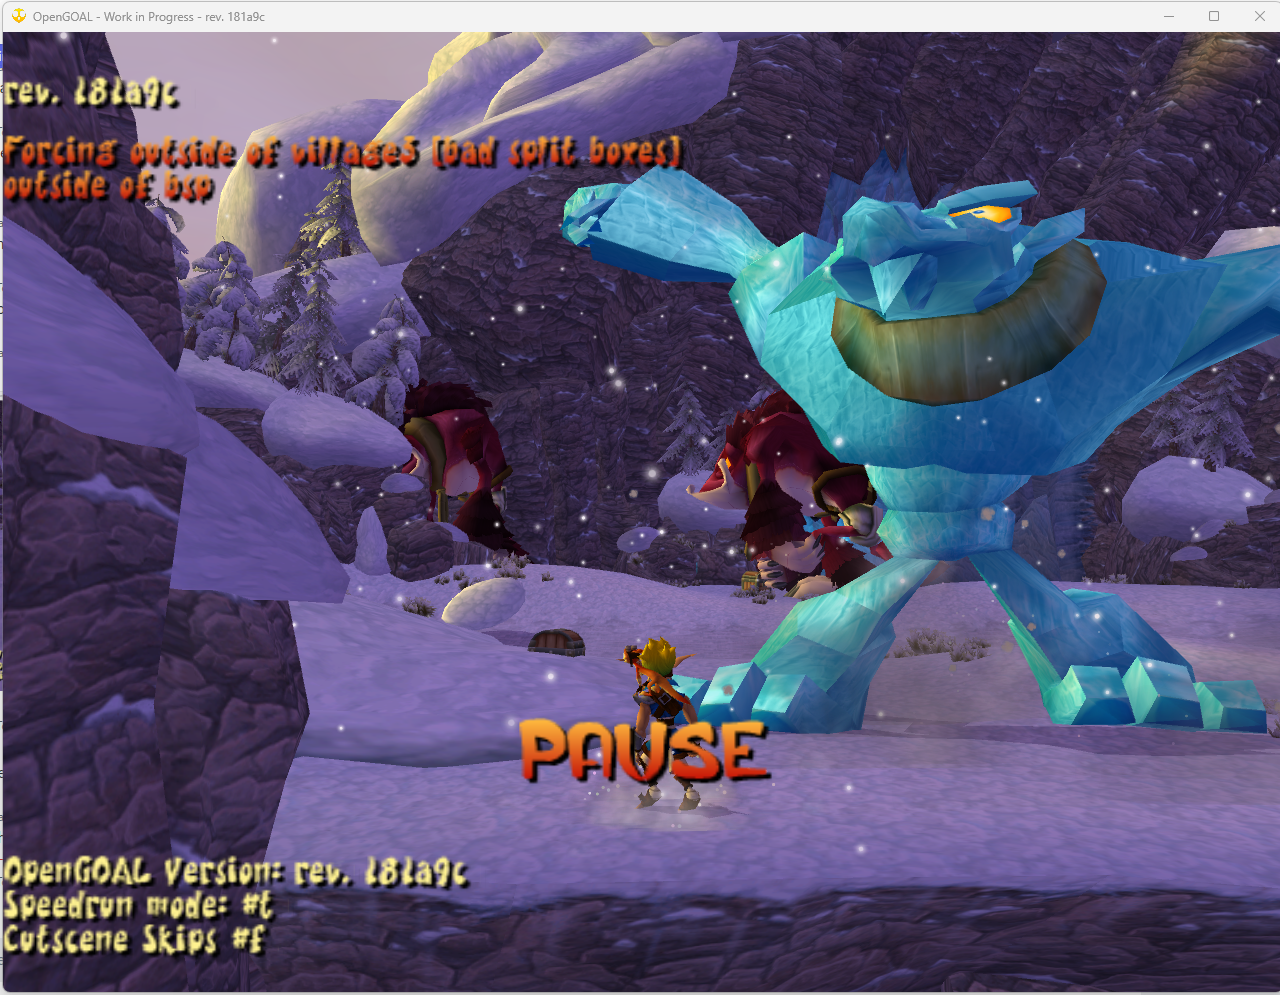 OpenGOAL - Work in Progress - rev. 181a9c
rev. 181a9c
Forcing outside of village3 [bad split boxes]
outside of bsp
PAUSE
OpenGOAL Version: rev. 181a9c
Speedrun mode: #t
Cutscene Skips #f